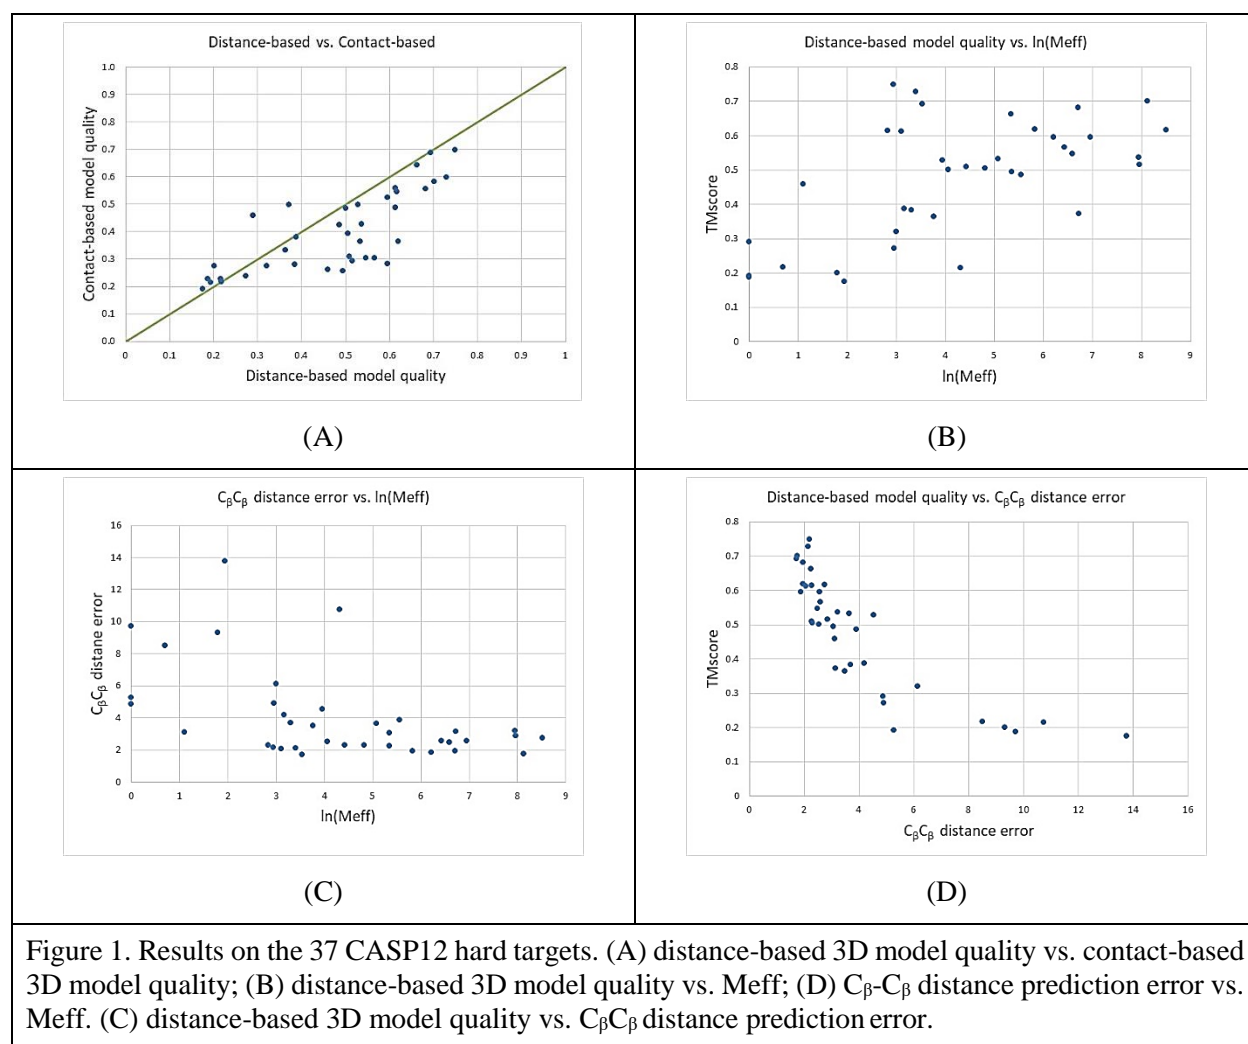 Distance-based vs. Contact-based
Contact-based model quality
1.0
0.9
0.8
0.7
0.6
0.5
0.4
0.3
0.2
0.1
0.0
0 0.1 0.2 0.3 0.4 0.5 0.6 0.7 0.8 0.9 1
Distance-based model quality
(A)
Distance-based model quality vs. ln(Meff)
TMscore
0.8
0.7
0.6
0.5
0.4
0.3
0.2
0.1
0
0 1 2 3 4 5 6 7 8 9
ln(Meff)
(B)
CβCβ distance error vs. ln(Meff)
CβCβ distane error
16
14
12
10
8
6
4
2
0
0 1 2 3 4 5 6 7 8 9
ln(Meff)
(C)
Distance-based model quality vs. CβCβ distance error
TMscore
0.8
0.7
0.6
0.5
0.4
0.3
0.2
0.1
0
0 2 4 6 8 10 12 14 16
CβCβ distance error
(D)
Figure 1. Results on the 37 CASP12 hard targets. (A) distance-based 3D model quality vs. contact-based
3D model quality; (B) distance-based 3D model quality vs. Meff; (D) Cβ-Cβ distance prediction error vs.
Meff. (C) distance-based 3D model quality vs. CβCβ distance prediction error.